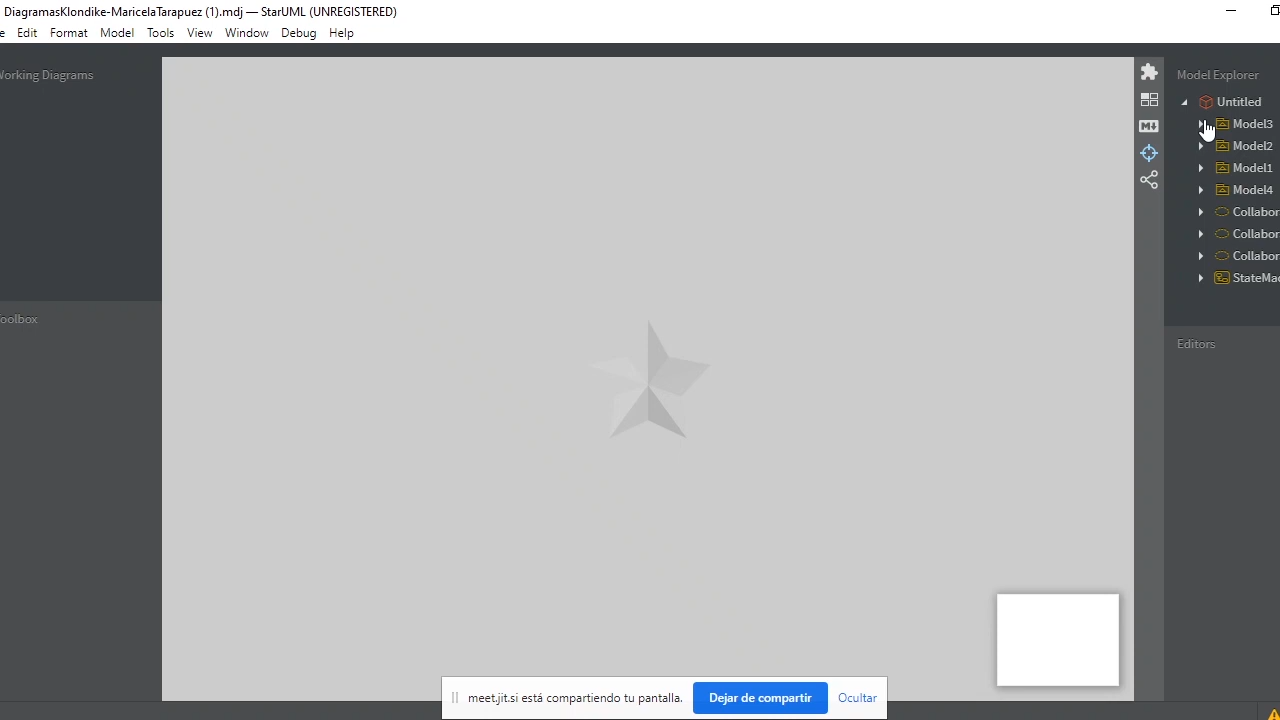 DiagramasKlondike-MaricelaTarapuez (1).mdj — StarUML (UNREGISTERED)
e Edit Format Model Tools View Window Debug Help
Working Diagrams
Model Explorer
Untitled
Model3
Model2
Model1
Model4
Collabor
Collabor
Collabor
StateMac
oolbox
Editors
M
meet.jit.si está compartiendo tu pantalla. Dejar de compartir Ocultar